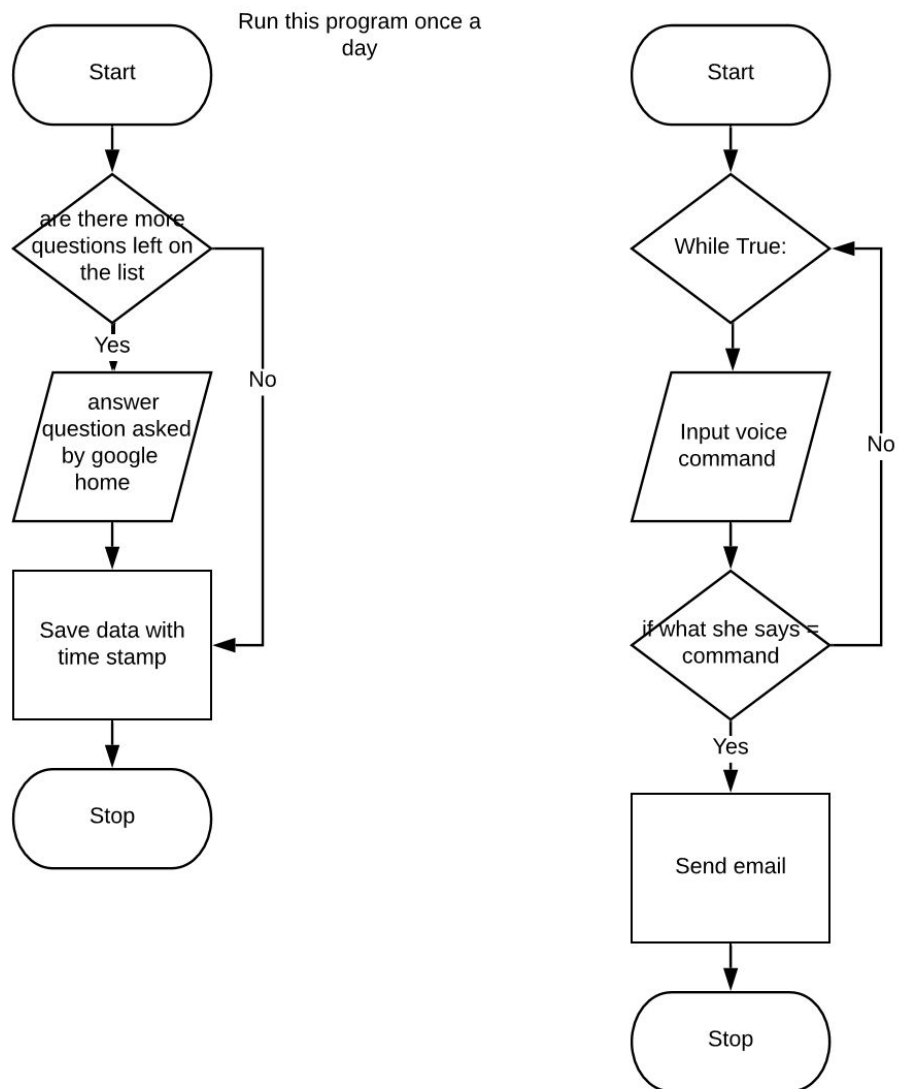 Run this program once a
day
Start
are there more
questions left on
the list
Yes
No
answer
question asked
by google
home
Save data with
time stamp
Stop
Start
While True:
Input voice
command
No
if what she says =
command
Yes
Send email
Stop